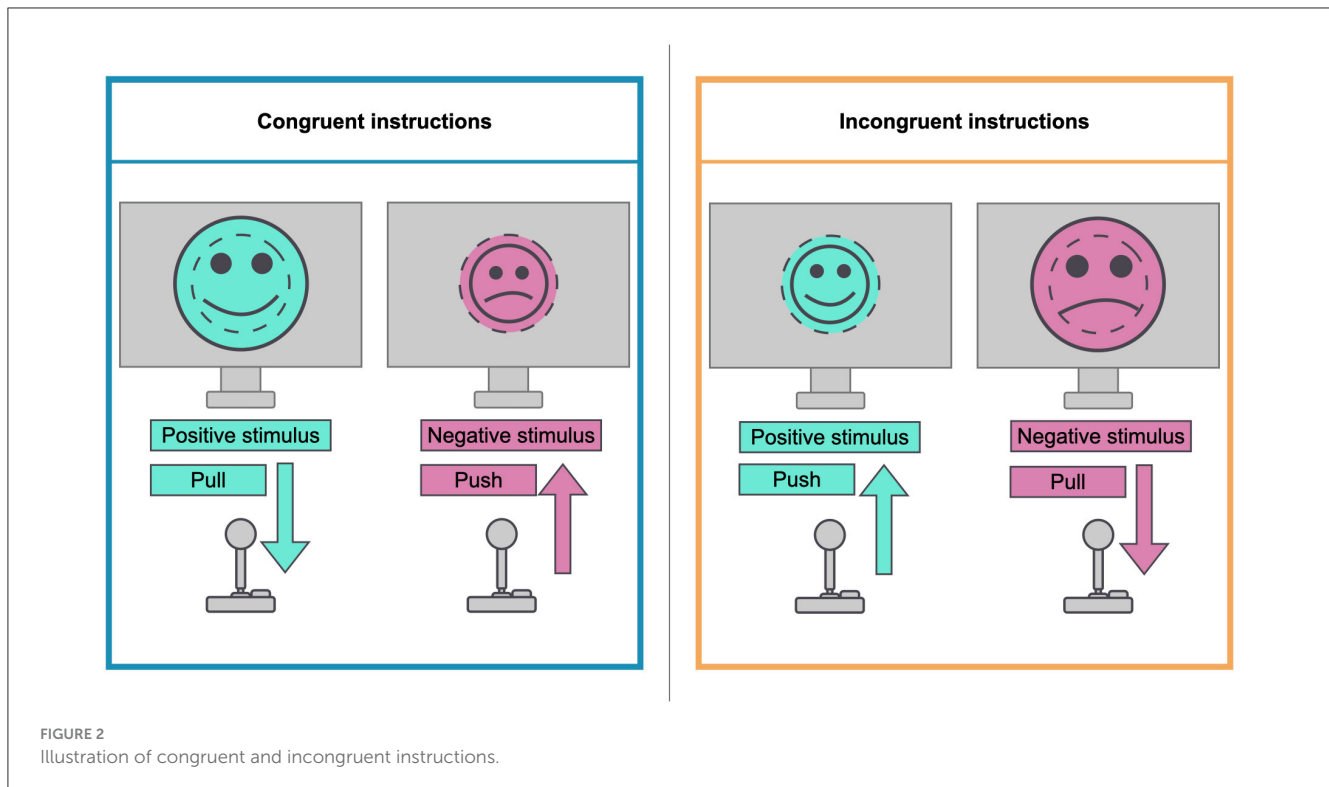 Congruent instructions
Positive stimulus
Pull
Negative stimulus
Push
Incongruent instructions
Positive stimulus
Push
Negative stimulus
Pull
FIGURE 2
Illustration of congruent and incongruent instructions.